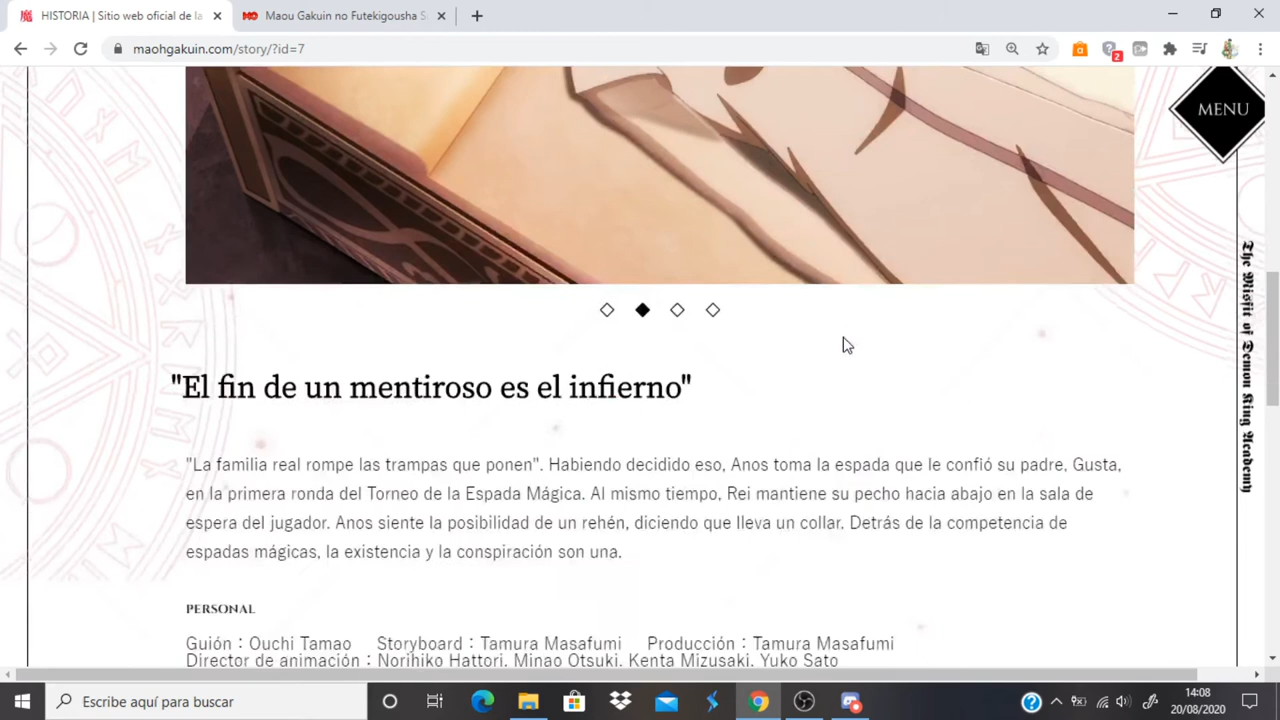 HISTORIA | Sitio web oficial de la
Maou Gakuin no Futekigousha S
maohgakuin.com/story/?id=7
2
MENU
The Misfit of Demon King Academy
"El fin de un mentiroso es el infierno"
"La familia real rompe las trampas que ponen". Habiendo decidido eso, Anos toma la espada que le confió su padre, Gusta,
en la primera ronda del Torneo de la Espada Mágica. Al mismo tiempo, Rei mantiene su pecho hacia abajo en la sala de
espera del jugador. Anos siente la posibilidad de un rehén, diciendo que lleva un collar. Detrás de la competencia de
espadas mágicas, la existencia y la conspiración son una.
PERSONAL
Guión：Ouchi Tamao Storyboard：Tamura Masafumi Producción：Tamura Masafumi
Director de animación：Norihiko Hattori, Minao Otsuki, Kenta Mizusaki, Yuko Sato
Escribe aquí para buscar
14:08
20/08/2020